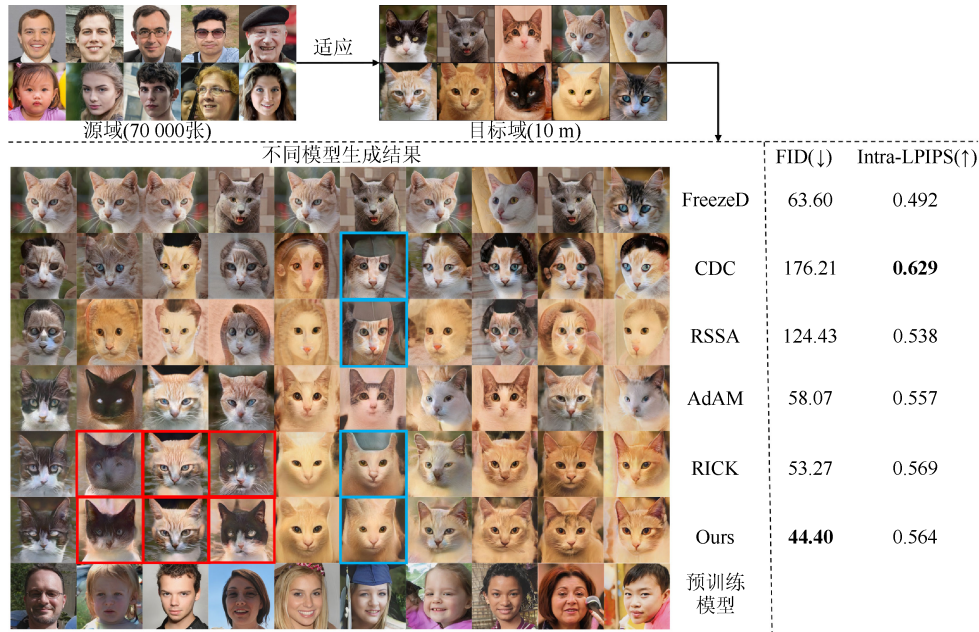 适应
源域(70 000张)
目标域(10 m)
不同模型生成结果
FID(↓) Intra-LPIPS(↑)
FreezeD 63.60 0.492
CDC 176.21 0.629
RSSA 124.43 0.538
AdAM 58.07 0.557
RICK 53.27 0.569
Ours 44.40 0.564
预训练
模型